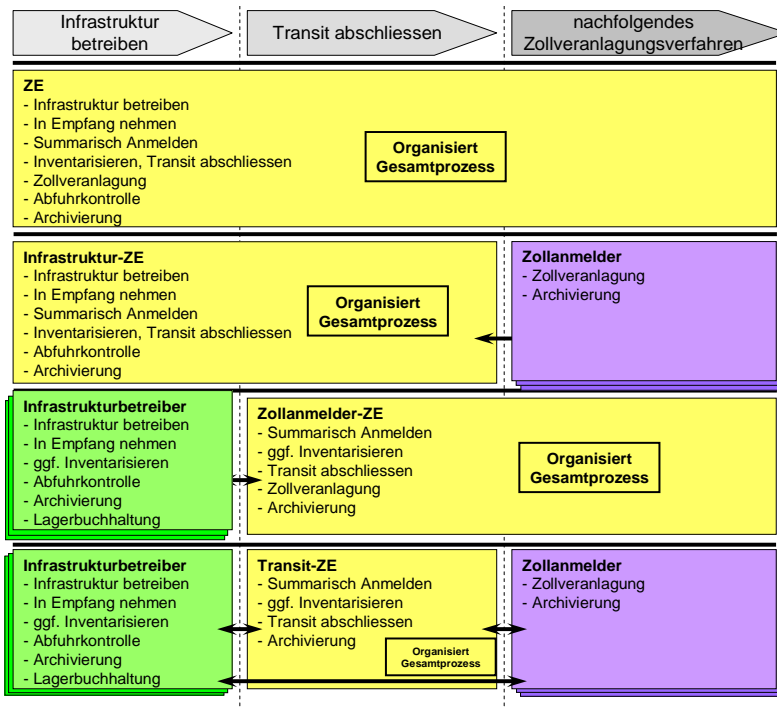 Infrastruktur
betreiben
Transit abschliessen
nachfolgendes
Zollveranlagungsverfahren
ZE
- Infrastruktur betreiben
- In Empfang nehmen
- Summarisch Anmelden
- Inventarisieren, Transit abschliessen
- Zollveranlagung
- Abfuhrkontrolle
- Archivierung
Organisiert
Gesamtprozess
Infrastruktur-ZE
- Infrastruktur betreiben
- In Empfang nehmen
- Summarisch Anmelden
- Inventarisieren, Transit abschliessen
- Abfuhrkontrolle
- Archivierung
Organisiert
Gesamtprozess
Zollanmelder
- Zollveranlagung
- Archivierung
Infrastrukturbetreiber
- Infrastruktur betreiben
- In Empfang nehmen
- ggf. Inventarisieren
- Abfuhrkontrolle
- Archivierung
- Lagerbuchhaltung
Zollanmelder-ZE
- Summarisch Anmelden
- ggf. Inventarisieren
- Transit abschliessen
- Zollveranlagung
- Archivierung
Organisiert
Gesamtprozess
Infrastrukturbetreiber
- Infrastruktur betreiben
- In Empfang nehmen
- ggf. Inventarisieren
- Abfuhrkontrolle
- Archivierung
- Lagerbuchhaltung
Transit-ZE
- Summarisch Anmelden
- ggf. Inventarisieren
- Transit abschliessen
- Archivierung
Organisiert
Gesamtprozess
Zollanmelder
- Zollveranlagung
- Archivierung